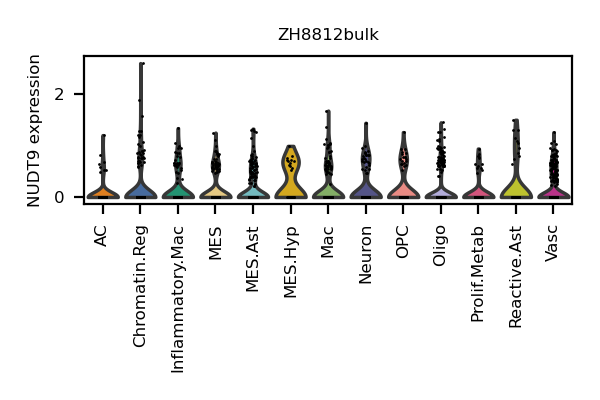 ZH8812bulk
NUDT9 expression
2
0
AC
Chromatin.Reg
Inflammatory.Mac
MES
MES.Ast
MES.Hyp
Mac
Neuron
OPC
Oligo
Prolif.Metab
Reactive.Ast
Vasc